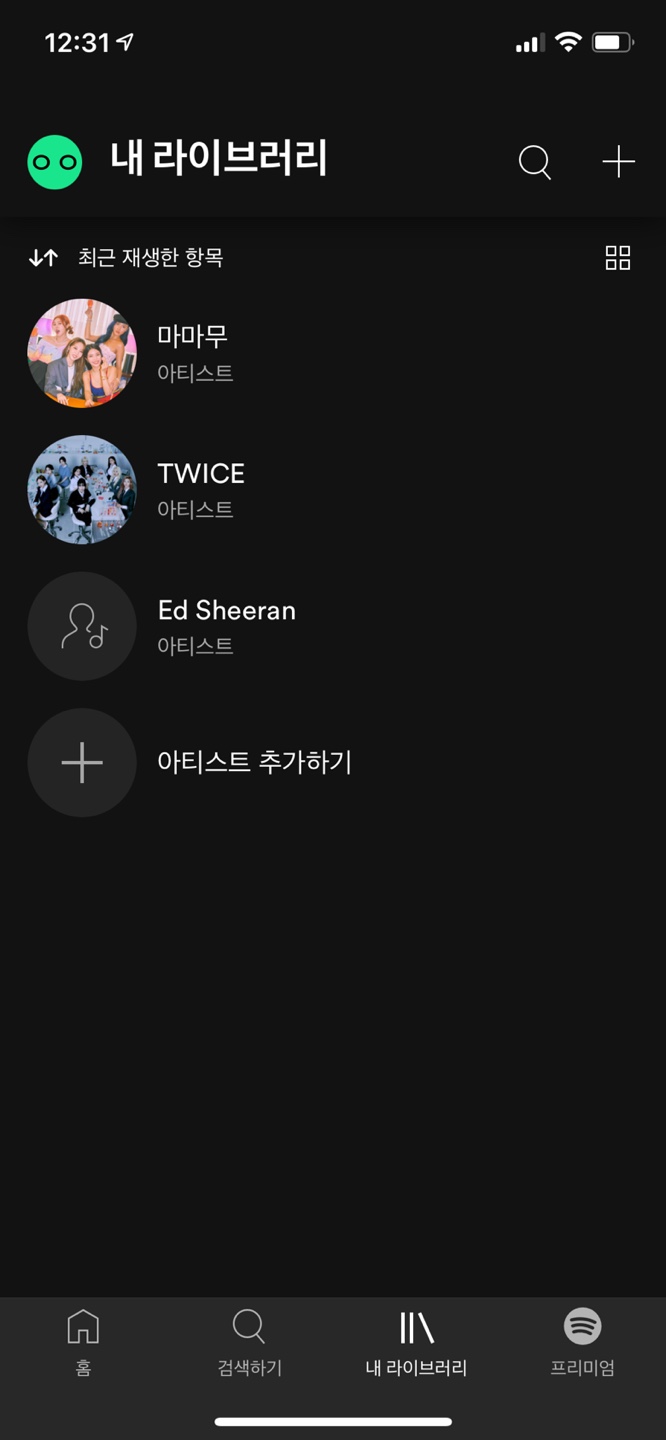 12:31
내 라이브러리
최근 재생한 항목
마마무
아티스트
TWICE
아티스트
Ed Sheeran
아티스트
아티스트 추가하기
홈
검색하기
내 라이브러리
프리미엄